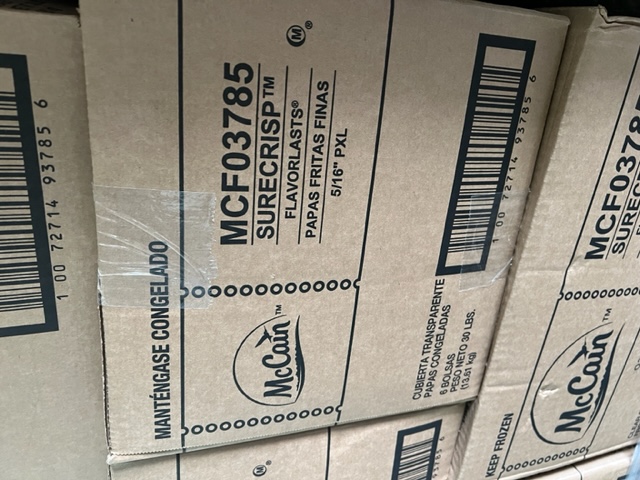 MANTÉNGASE CONGELADO
McCain™
MCF03785
SURECRISP™
FLAVORLASTS®
PAPAS FRITAS FINAS
5/16" PXL
M®
CUBIERTA TRANSPARENTE
PAPAS CONGELADAS
6 BOLSAS
PESO NETO 30 LBS.
(13.61 kg)
1 00 72714 93785 6
1 00 72714 93785 6
KEEP FROZEN
McCain™